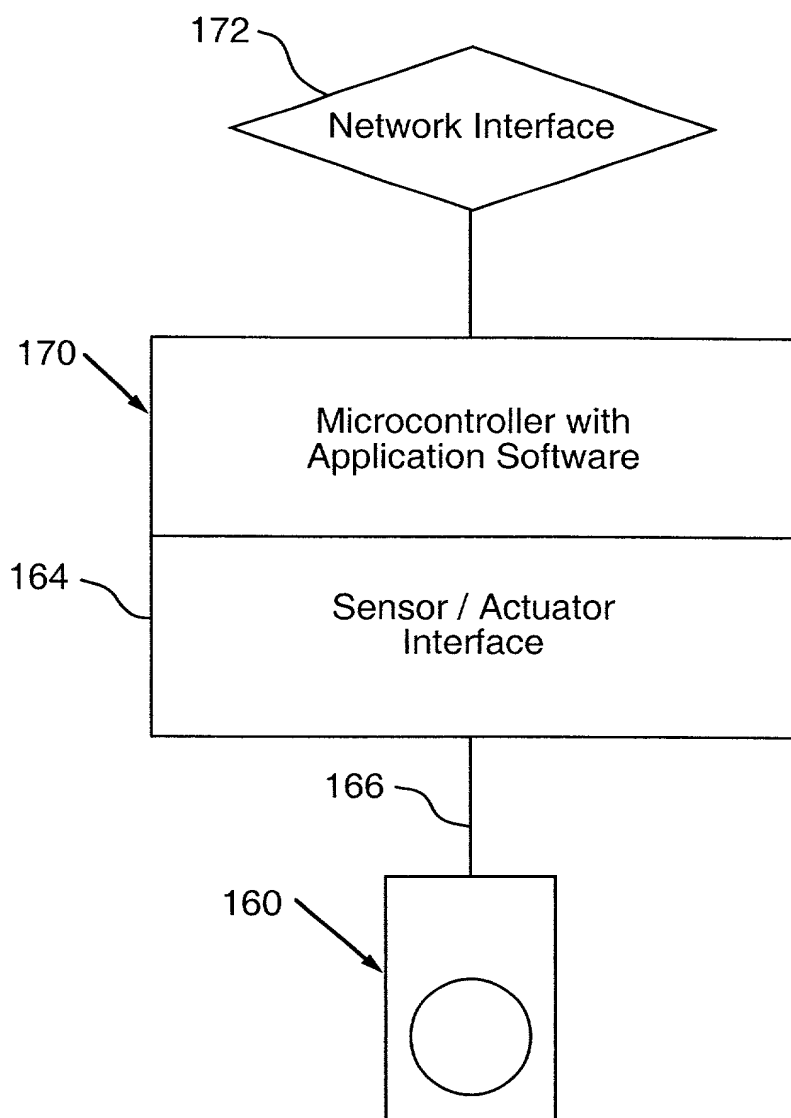 172
Network Interface
170
Microcontroller with
Application Software
164
Sensor / Actuator
Interface
166
160